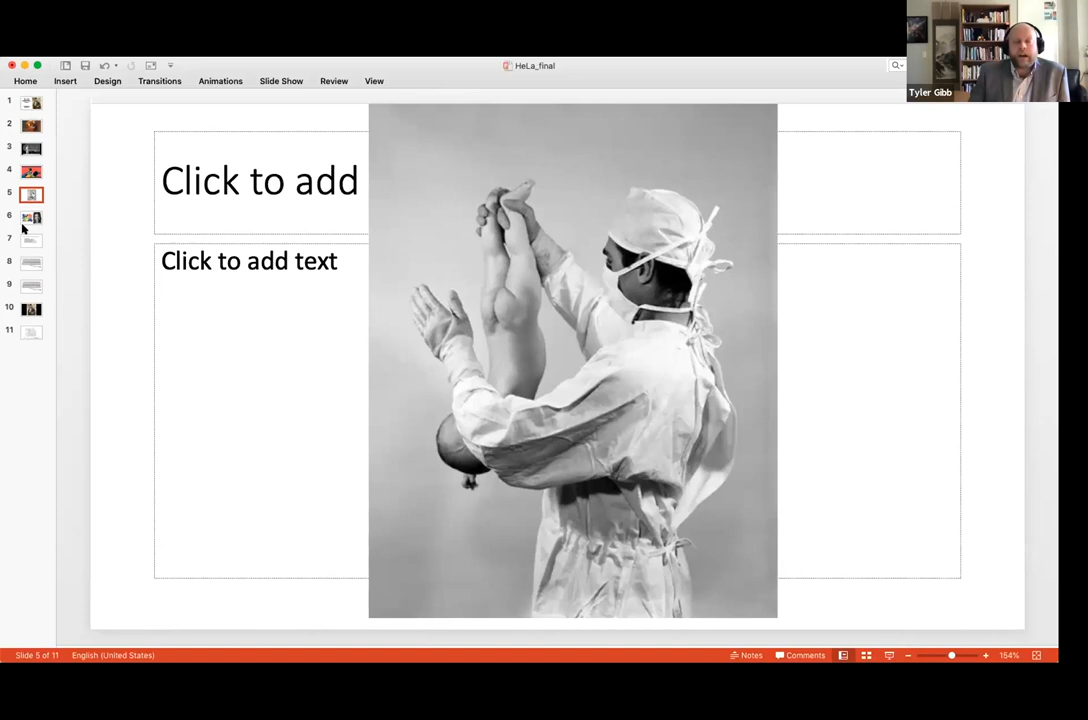 HeLa_final
Home Insert Design Transitions Animations Slide Show Review View
Tyler Gibb
1
2
3
4
5
6
7
8
9
10
11
Click to add
Click to add text
Slide 5 of 11 English (United States) Notes Comments 154%